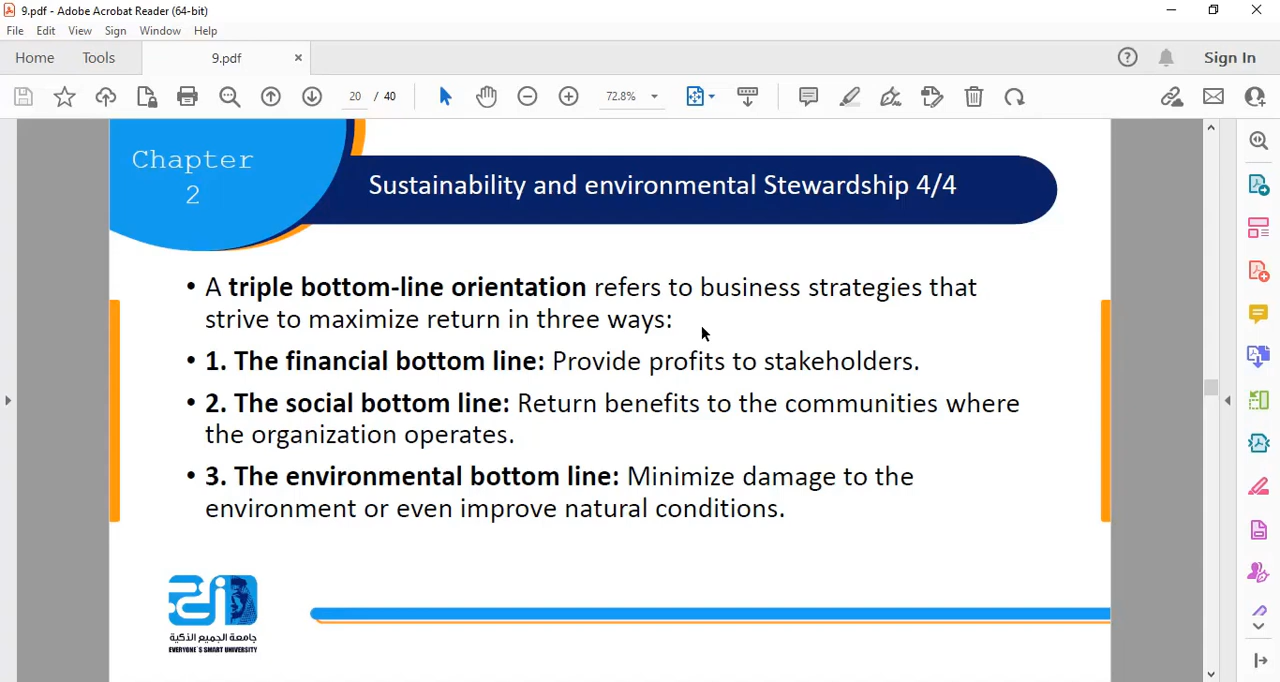 9.pdf - Adobe Acrobat Reader (64-bit)
File Edit View Sign Window Help
Home Tools 9.pdf × Sign In
20 / 40 72.8%
Chapter
2
Sustainability and environmental Stewardship 4/4
• A triple bottom-line orientation refers to business strategies that
strive to maximize return in three ways:
• 1. The financial bottom line: Provide profits to stakeholders.
• 2. The social bottom line: Return benefits to the communities where
the organization operates.
• 3. The environmental bottom line: Minimize damage to the
environment or even improve natural conditions.
جامعة الجميع الذكية
EVERYONE'S SMART UNIVERSITY